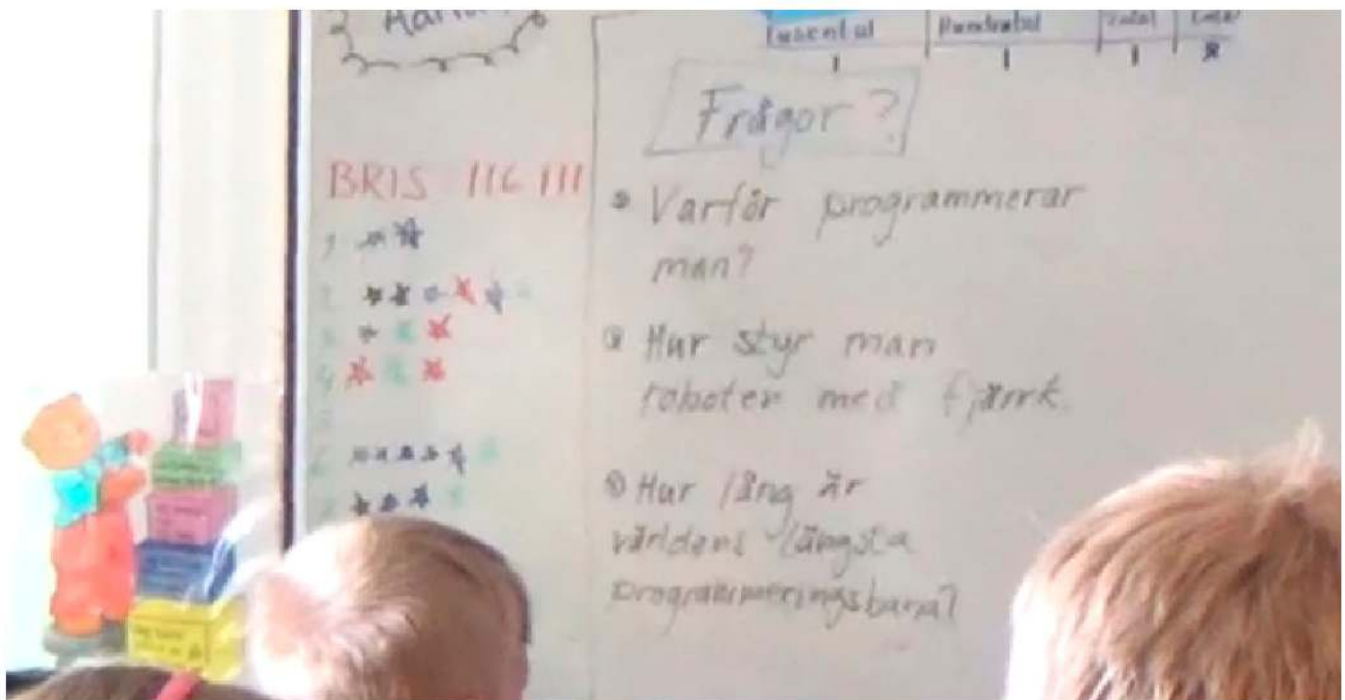 Tusental Hundratal Tiotal
Frågor?
BRIS 116 111
Varför programmerar
man?
Hur styr man
roboten med fjärrk.
Hur lång är
världens längsta
programmeringsbana?